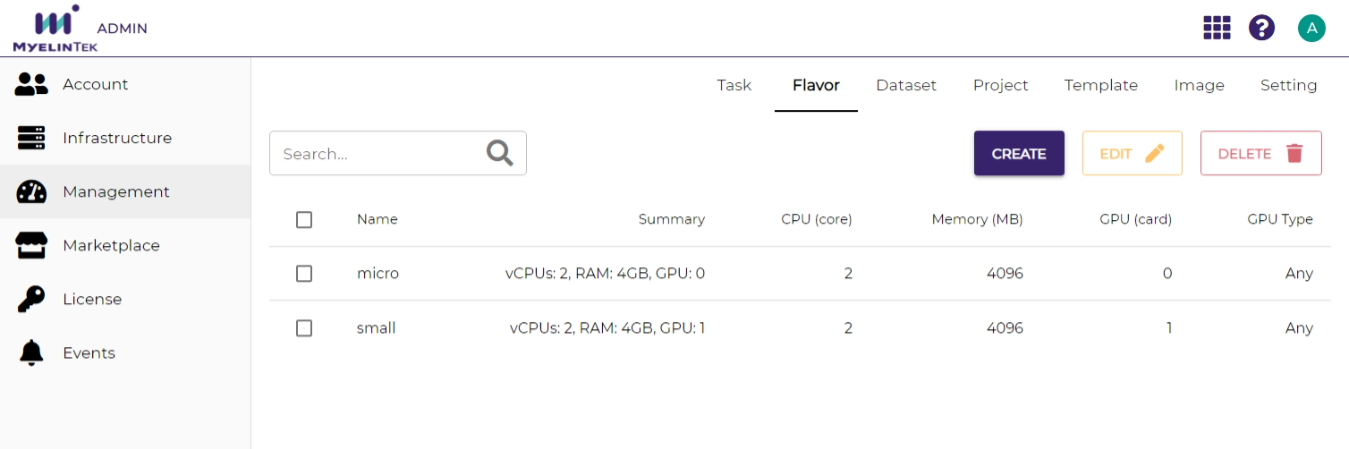 ADMIN
MYELINTEK
A
Account
Infrastructure
Management
Marketplace
License
Events
Task Flavor Dataset Project Template Image Setting
Search... CREATE EDIT DELETE
Name Summary CPU (core) Memory (MB) GPU (card) GPU Type
micro vCPUs: 2, RAM: 4GB, GPU: 0 2 4096 0 Any
small vCPUs: 2, RAM: 4GB, GPU: 1 2 4096 1 Any